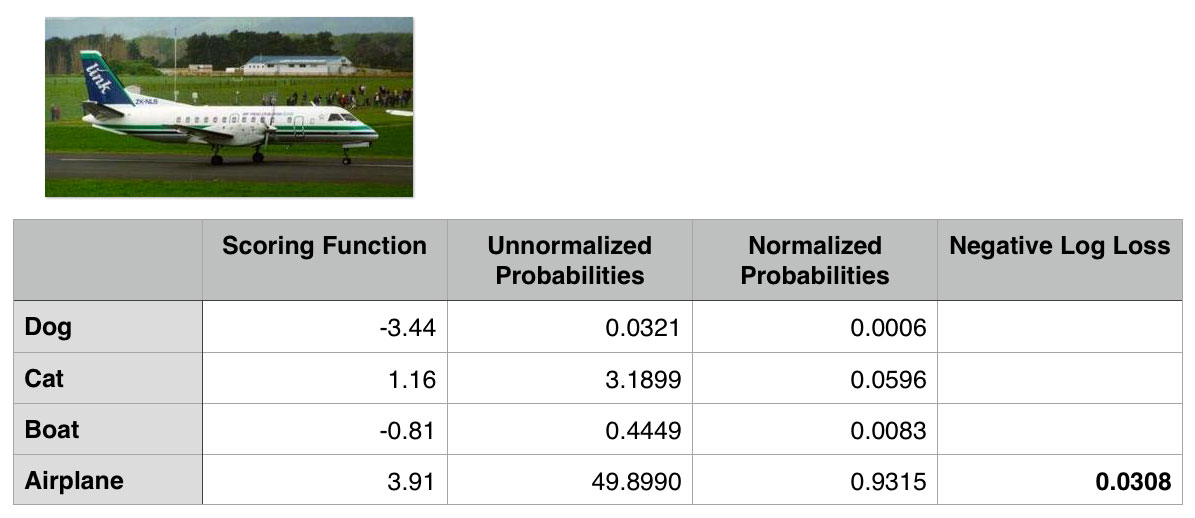 link
ZK-NLB
Scoring Function Unnormalized Probabilities Normalized Probabilities Negative Log Loss
Dog -3.44 0.0321 0.0006
Cat 1.16 3.1899 0.0596
Boat -0.81 0.4449 0.0083
Airplane 3.91 49.8990 0.9315 0.0308